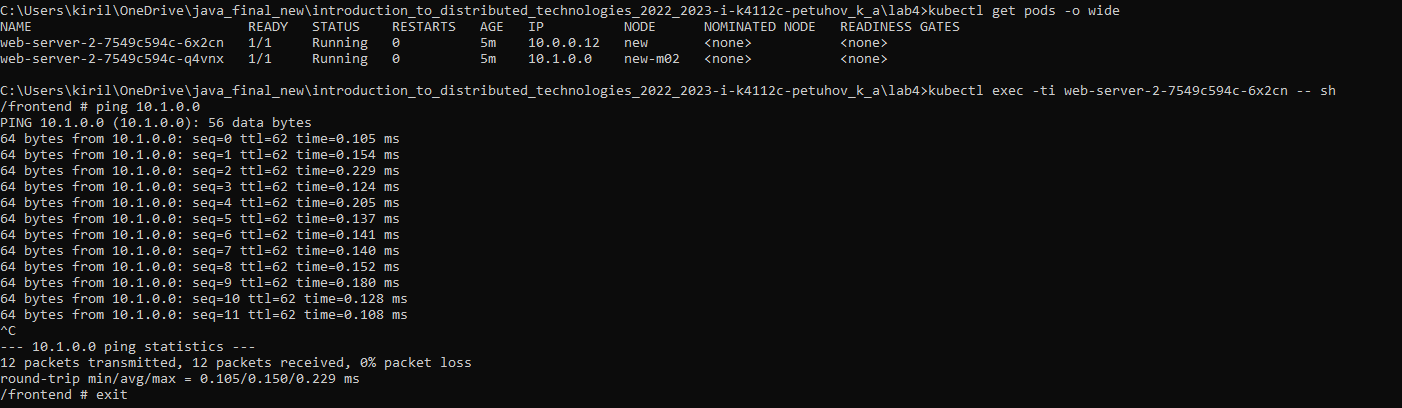 C:\Users\kiril\OneDrive\java_final_new\introduction_to_distributed_technologies_2022_2023-i-k4112c-petuhov_k_a\lab4>kubectl get pods -o wide
NAME                           READY   STATUS    RESTARTS   AGE   IP          NODE      NOMINATED NODE   READINESS GATES
web-server-2-7549c594c-6x2cn   1/1     Running   0          5m    10.0.0.12   new       <none>           <none>
web-server-2-7549c594c-q4vnx   1/1     Running   0          5m    10.1.0.0    new-m02   <none>           <none>
C:\Users\kiril\OneDrive\java_final_new\introduction_to_distributed_technologies_2022_2023-i-k4112c-petuhov_k_a\lab4>kubectl exec -ti web-server-2-7549c594c-6x2cn -- sh
/frontend # ping 10.1.0.0
PING 10.1.0.0 (10.1.0.0): 56 data bytes
64 bytes from 10.1.0.0: seq=0 ttl=62 time=0.105 ms
64 bytes from 10.1.0.0: seq=1 ttl=62 time=0.154 ms
64 bytes from 10.1.0.0: seq=2 ttl=62 time=0.229 ms
64 bytes from 10.1.0.0: seq=3 ttl=62 time=0.124 ms
64 bytes from 10.1.0.0: seq=4 ttl=62 time=0.205 ms
64 bytes from 10.1.0.0: seq=5 ttl=62 time=0.137 ms
64 bytes from 10.1.0.0: seq=6 ttl=62 time=0.141 ms
64 bytes from 10.1.0.0: seq=7 ttl=62 time=0.140 ms
64 bytes from 10.1.0.0: seq=8 ttl=62 time=0.152 ms
64 bytes from 10.1.0.0: seq=9 ttl=62 time=0.180 ms
64 bytes from 10.1.0.0: seq=10 ttl=62 time=0.128 ms
64 bytes from 10.1.0.0: seq=11 ttl=62 time=0.108 ms
^C
--- 10.1.0.0 ping statistics ---
12 packets transmitted, 12 packets received, 0% packet loss
round-trip min/avg/max = 0.105/0.150/0.229 ms
/frontend # exit